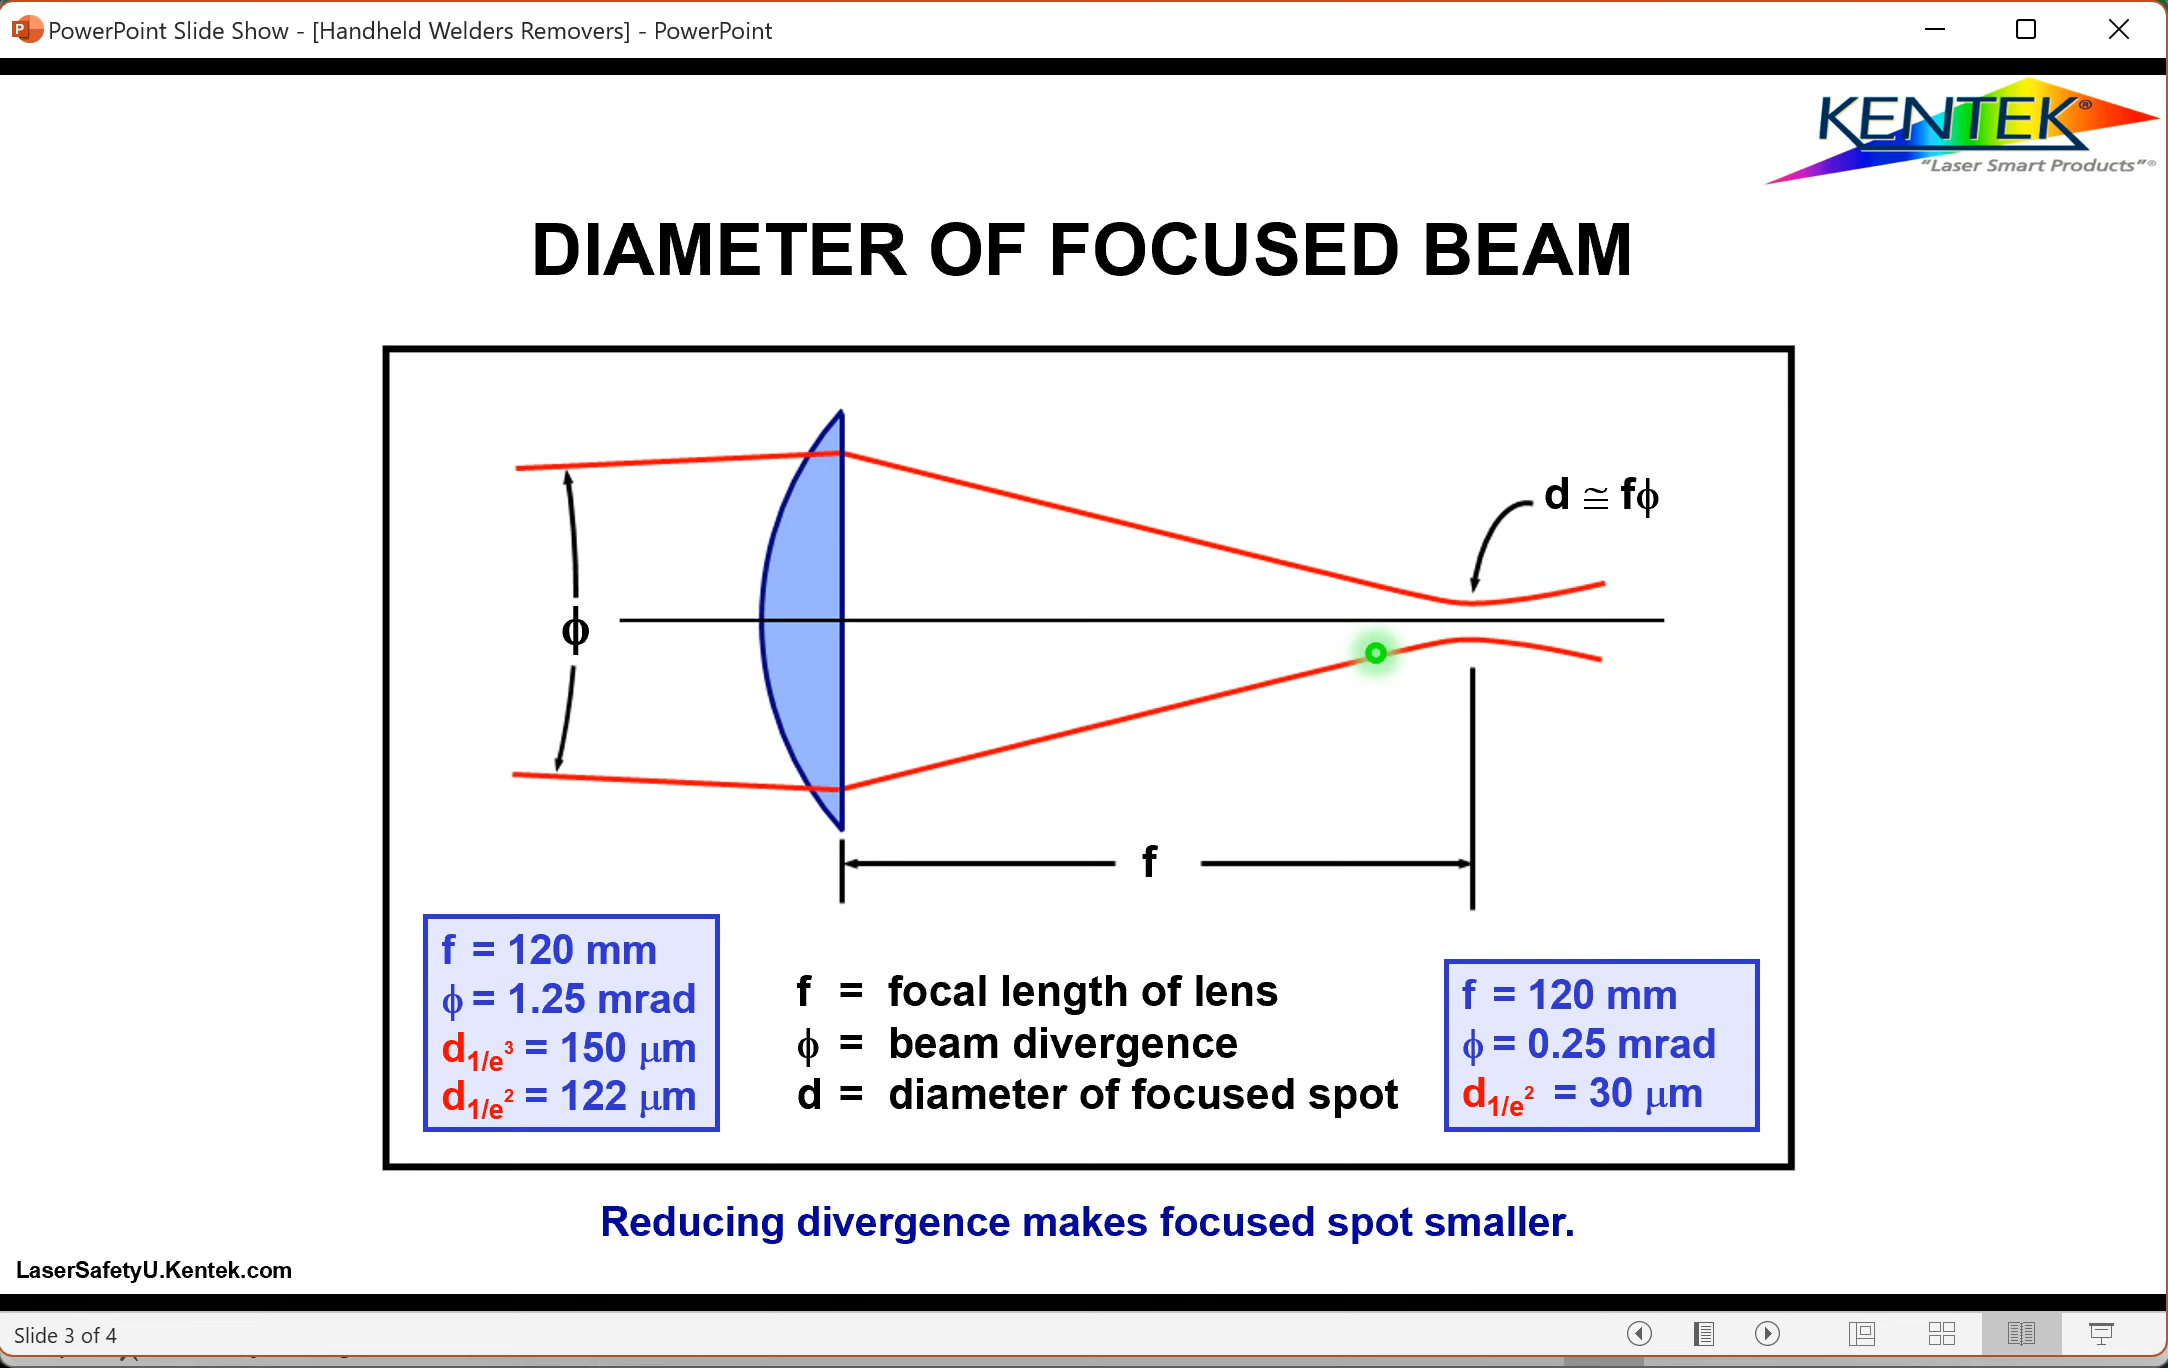 PowerPoint Slide Show - [Handheld Welders Removers] - PowerPoint
KENTEK®
"Laser Smart Products"®
DIAMETER OF FOCUSED BEAM
d ≅ fϕ
ϕ
f
f = 120 mm
ϕ = 1.25 mrad
d1/e³ = 150 μm
d1/e² = 122 μm
f = focal length of lens
ϕ = beam divergence
d = diameter of focused spot
f = 120 mm
ϕ = 0.25 mrad
d1/e² = 30 μm
Reducing divergence makes focused spot smaller.
LaserSafetyU.Kentek.com
Slide 3 of 4